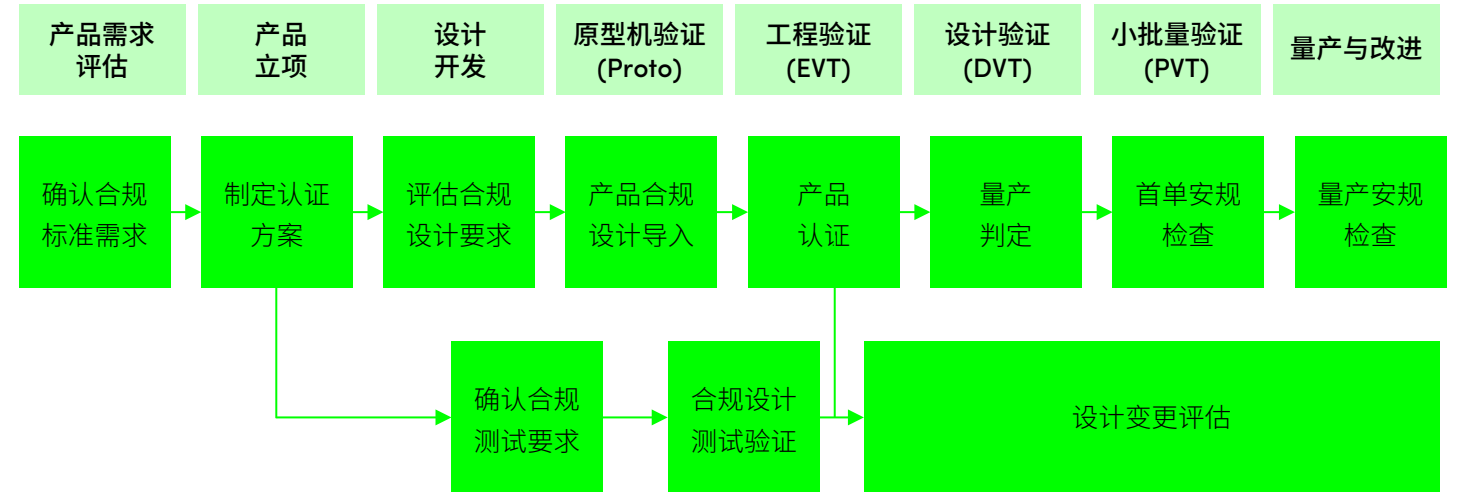 产品需求
评估
产品
立项
设计
开发
原型机验证
(Proto)
工程验证
(EVT)
设计验证
(DVT)
小批量验证
(PVT)
量产与改进
确认合规
标准需求
制定认证
方案
评估合规
设计要求
产品合规
设计导入
产品
认证
量产
判定
首单安规
检查
量产安规
检查
确认合规
测试要求
合规设计
测试验证
设计变更评估